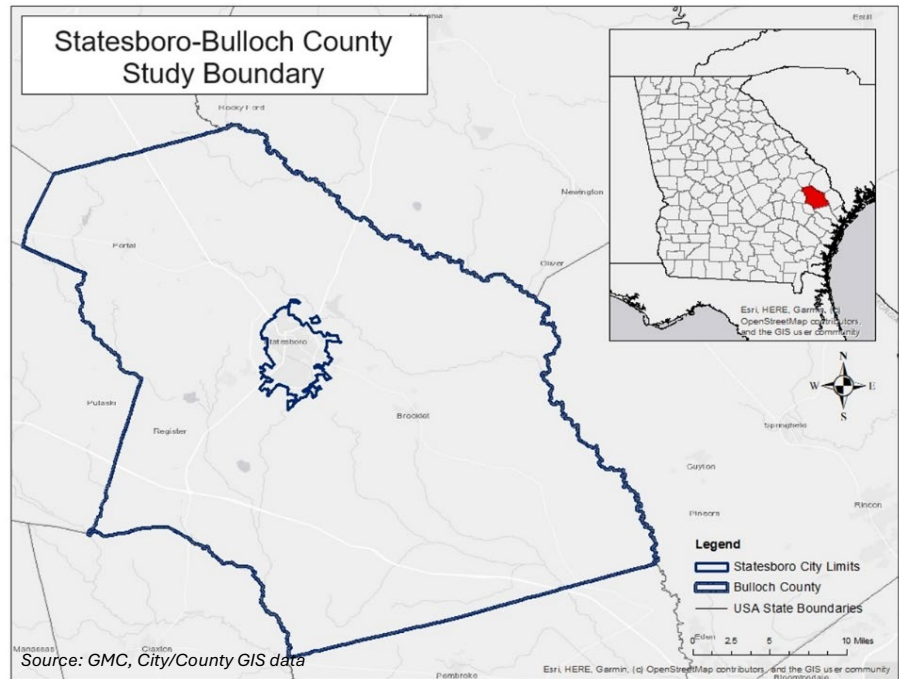 Statesboro-Bulloch County
Study Boundary
Rocky Ford
Newington
Portal
Oliver
Statesboro
Pulaski
Register
Brooklet
Springfield
Guyton
Rincon
Pineora
Eden
Manassas
Claxton
Pembroke
Bloomingdale
Esri, HERE, Garmin, (c)
OpenStreetMap contributors,
and the GIS user community
N
W
E
S
Legend
Statesboro City Limits
Bulloch County
USA State Boundaries
0 2.5 5 10 Miles
Source: GMC, City/County GIS data
Esri, HERE, Garmin, (c) OpenStreetMap contributors, and the GIS user community